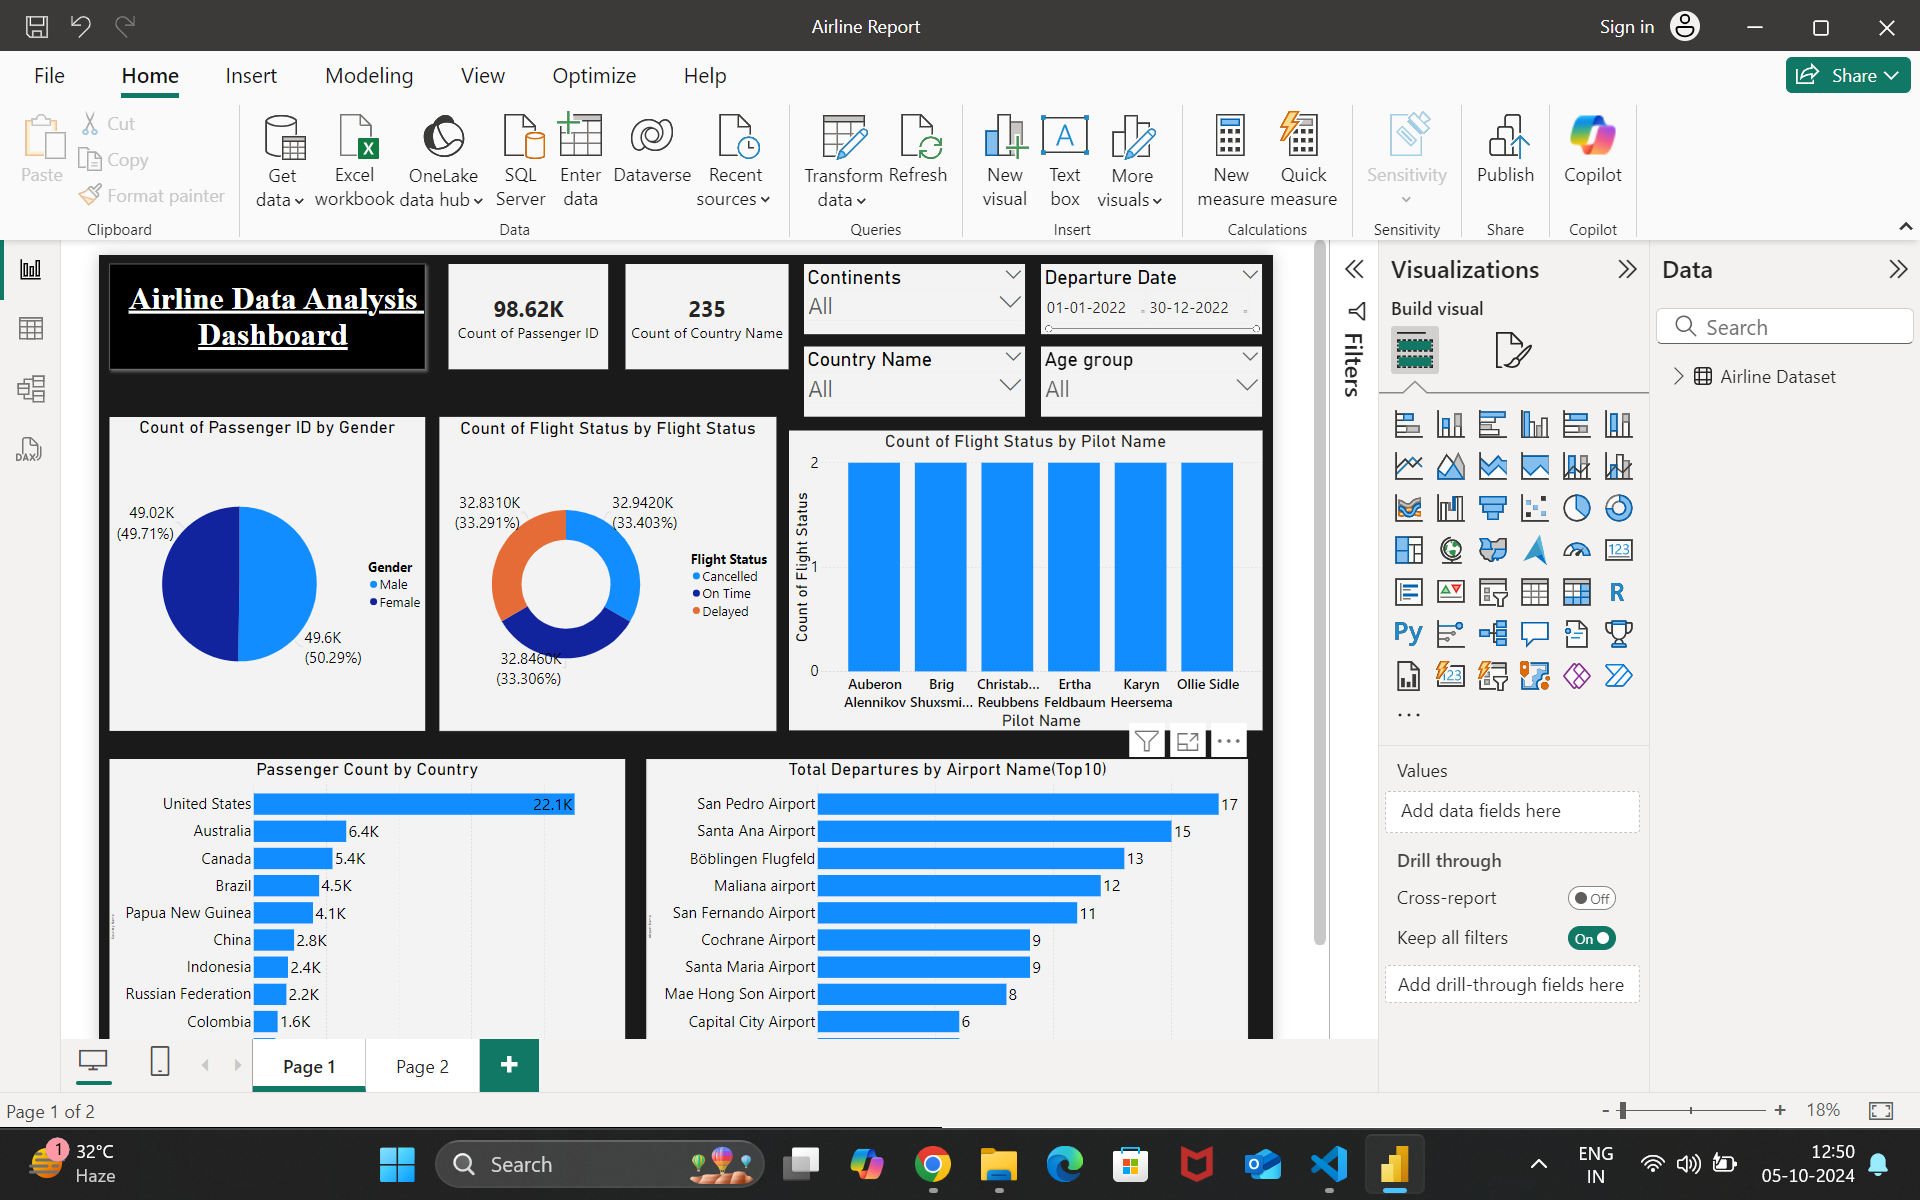 Airline Report
Sign in
File
Home
Insert
Modeling
View
Optimize
Help
Share
Paste
Cut
Copy
Format painter
Clipboard
Get data
Excel workbook
OneLake data hub
SQL Server
Enter data
Dataverse
Recent sources
Data
Transform data
Refresh
Queries
New visual
Text box
More visuals
Insert
New measure
Quick measure
Calculations
Sensitivity
Sensitivity
Publish
Share
Copilot
Copilot
Airline Data Analysis
Dashboard
98.62K
Count of Passenger ID
235
Count of Country Name
Continents
All
Departure Date
01-01-2022
30-12-2022
Country Name
All
Age group
All
Count of Passenger ID by Gender
49.02K
(49.71%)
49.6K
(50.29%)
Gender
Male
Female
Count of Flight Status by Flight Status
32.8310K
(33.291%)
32.9420K
(33.403%)
32.8460K
(33.306%)
Flight Status
Cancelled
On Time
Delayed
Count of Flight Status by Pilot Name
Count of Flight Status
2
1
0
Auberon Alennikov
Brig Shuxsmi...
Christab... Reubbens
Ertha Feldbaum
Karyn Heersema
Ollie Sidle
Pilot Name
Passenger Count by Country
United States 22.1K
Australia 6.4K
Canada 5.4K
Brazil 4.5K
Papua New Guinea 4.1K
China 2.8K
Indonesia 2.4K
Russian Federation 2.2K
Colombia 1.6K
Total Departures by Airport Name(Top10)
San Pedro Airport 17
Santa Ana Airport 15
Böblingen Flugfeld 13
Maliana airport 12
San Fernando Airport 11
Cochrane Airport 9
Santa Maria Airport 9
Mae Hong Son Airport 8
Capital City Airport 6
Filters
Visualizations
Build visual
123
R
Py
123
Values
Add data fields here
Drill through
Cross-report
Off
Keep all filters
On
Add drill-through fields here
Data
Search
Airline Dataset
DAX
Page 1
Page 2
+
Page 1 of 2
- + 18%
1
32°C
Haze
Search
ENG
IN
12:50
05-10-2024